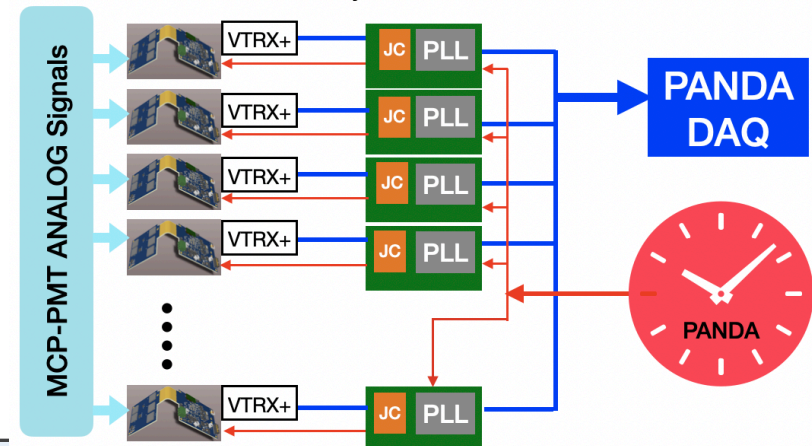 MCP-PMT ANALOG Signals
VTRX+
JC PLL
VTRX+
JC PLL
VTRX+
JC PLL
VTRX+
JC PLL
VTRX+
JC PLL
PANDA
DAQ
PANDA